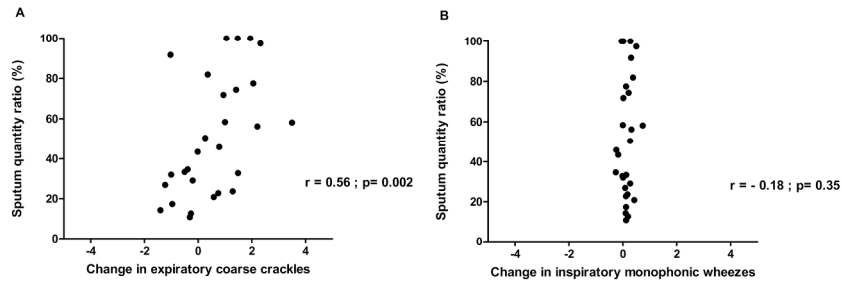 A
Sputum quantity ratio (%)
100
80
60
40
20
0
-4 -2 0 2 4
Change in expiratory coarse crackles
r = 0.56 ; p= 0.002
B
Sputum quantity ratio (%)
100
80
60
40
20
0
-4 -2 0 2 4
Change in inspiratory monophonic wheezes
r = - 0.18 ; p= 0.35